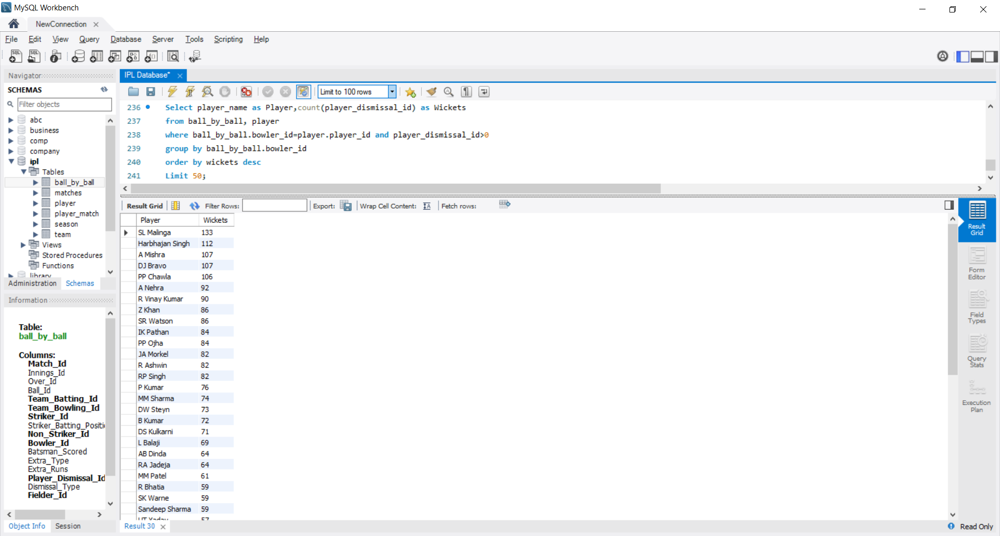 MySQL Workbench
NewConnection
File Edit View Query Database Server Tools Scripting Help
Navigator
SCHEMAS
Filter objects
abc
business
comp
company
ipl
Tables
ball_by_ball
matches
player
player_match
season
team
Views
Stored Procedures
Functions
library
Administration Schemas
Information
Table:
ball_by_ball
Columns:
Match_Id
Innings_Id
Over_Id
Ball_Id
Team_Batting_Id
Team_Bowling_Id
Striker_Id
Striker_Batting_Positi
Non_Striker_Id
Bowler_Id
Batsman_Scored
Extra_Type
Extra_Runs
Player_Dismissal_Id
Dismissal_Type
Fielder_Id
Object Info Session
IPL Database*
Limit to 100 rows
236 Select player_name as Player,count(player_dismissal_id) as Wickets
237 from ball_by_ball, player
238 where ball_by_ball.bowler_id=player.player_id and player_dismissal_id>0
239 group by ball_by_ball.bowler_id
240 order by wickets desc
241 Limit 50;
Result Grid Filter Rows: Export: Wrap Cell Content: Fetch rows:
Player Wickets
SL Malinga 133
Harbhajan Singh 112
A Mishra 107
DJ Bravo 107
PP Chawla 106
A Nehra 92
R Vinay Kumar 90
Z Khan 86
SR Watson 86
IK Pathan 84
PP Ojha 84
JA Morkel 82
R Ashwin 82
RP Singh 82
P Kumar 76
MM Sharma 74
DW Steyn 73
B Kumar 72
DS Kulkarni 71
L Balaji 69
AB Dinda 64
RA Jadeja 64
MM Patel 61
R Bhatia 59
SK Warne 59
Sandeep Sharma 59
UT Yadav 57
Result 30
Result
Grid
Form
Editor
Field
Types
Query
Stats
Execution
Plan
Read Only